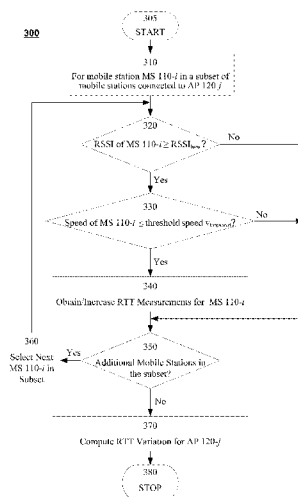 300
305
START
310
For mobile station MS 110-i in a subset of
mobile stations connected to AP 120-j
320
RSSI of MS 110-i ≥ RSSI
?
No
Yes
330
Speed of MS 110-i ≤ threshold speed v
?
No
Yes
340
Obtain/Increase RTT Measurements for MS 110-i
360
Select Next
MS 110-i in
Subset
Yes
350
Additional Mobile Stations in
the subset?
No
370
Compute RTT Variation for AP 120-j
380
STOP